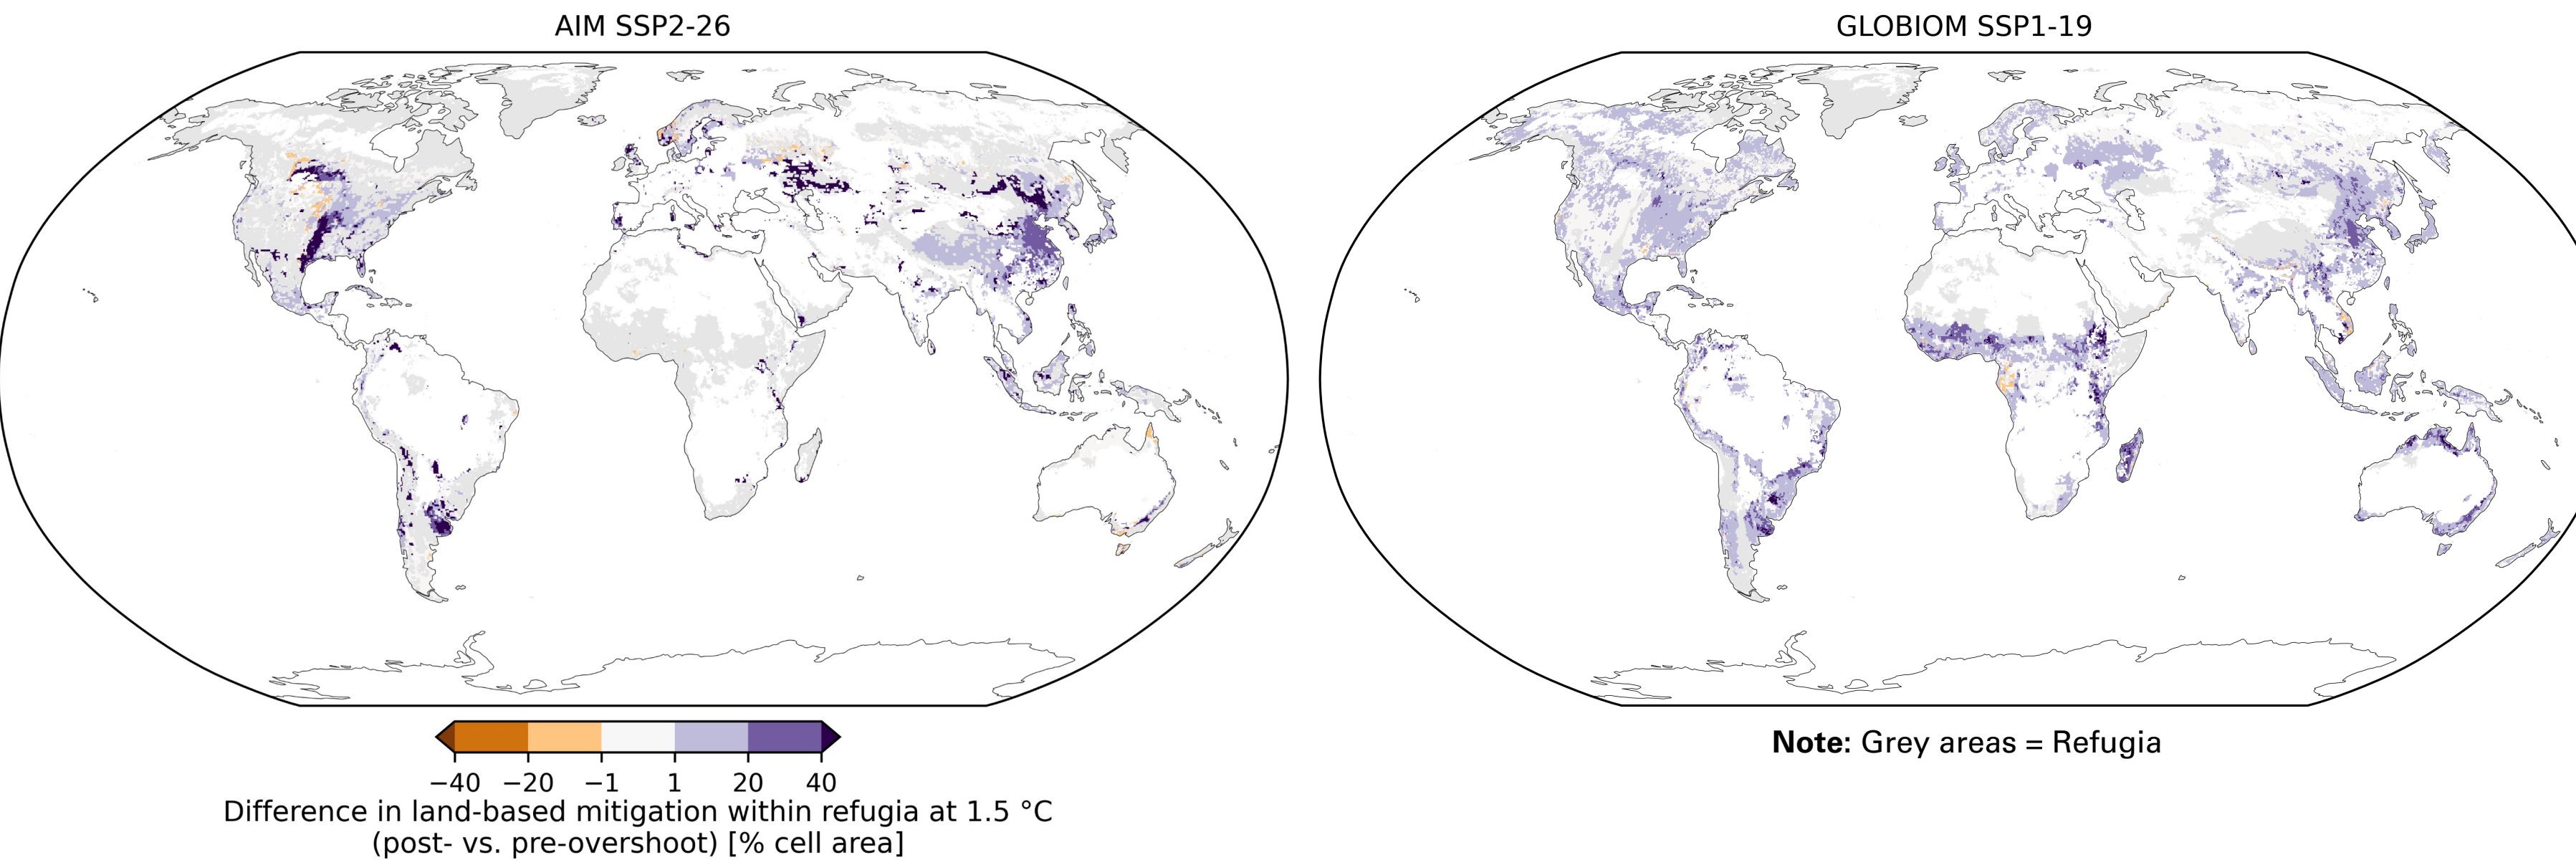 AIM SSP2-26
GLOBIOM SSP1-19
−40 −20 −1 1 20 40
Difference in land-based mitigation within refugia at 1.5 °C
(post- vs. pre-overshoot) [% cell area]
Note: Grey areas = Refugia